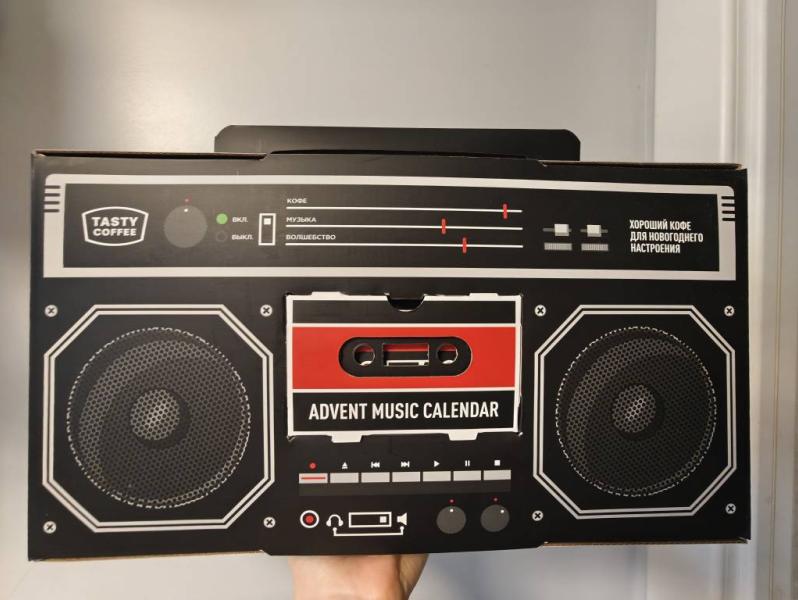 TASTY
COFFEE
ВКЛ.
ВЫКЛ.
КОФЕ
МУЗЫКА
ВОЛШЕБСТВО
ХОРОШИЙ КОФЕ
ДЛЯ НОВОГОДНЕГО
НАСТРОЕНИЯ
ADVENT MUSIC CALENDAR